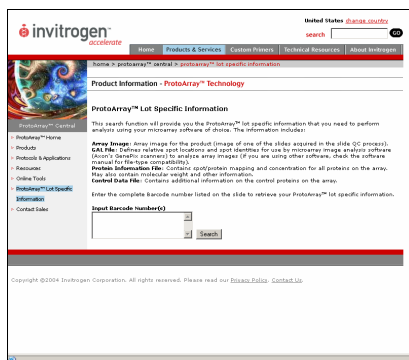 United States change country
invitrogen™
accelerate
search
GO
Home Products & Services Custom Primers Technical Resources About Invitrogen
home > protoarray™ central > protoarray™ lot specific information
Product Information - ProtoArray™ Technology
ProtoArray™ Central
ProtoArray™ Home
Products
Protocols & Applications
Resources
Online Tools
ProtoArray™ Lot Specific
Information
Contact Sales
ProtoArray™ Lot Specific Information
This search function will provide you the ProtoArray™ lot specific information that you need to perform
analysis using your microarray software of choice. The information includes:
Array Image: Array image for the product (image of one of the slides acquired in the slide QC process).
GAL File: Defines relative spot locations and spot identities for use by microarray image analysis software
(Axon's GenePix scanners) to analyze array images (if you are using other software, check the software
manual for file type compatibility).
Protein Information File: Contains spot/protein mapping and concentration for all proteins on the array.
May also contain molecular weight and other information.
Control Data File: Contains additional information on the control proteins on the array.
Enter the complete Barcode number listed on the slide to retrieve your ProtoArray™ lot specific information.
Input Barcode Number(s)
Search
Copyright ©2004 Invitrogen Corporation. All rights reserved. Please read our Privacy Policy. Contact Us.